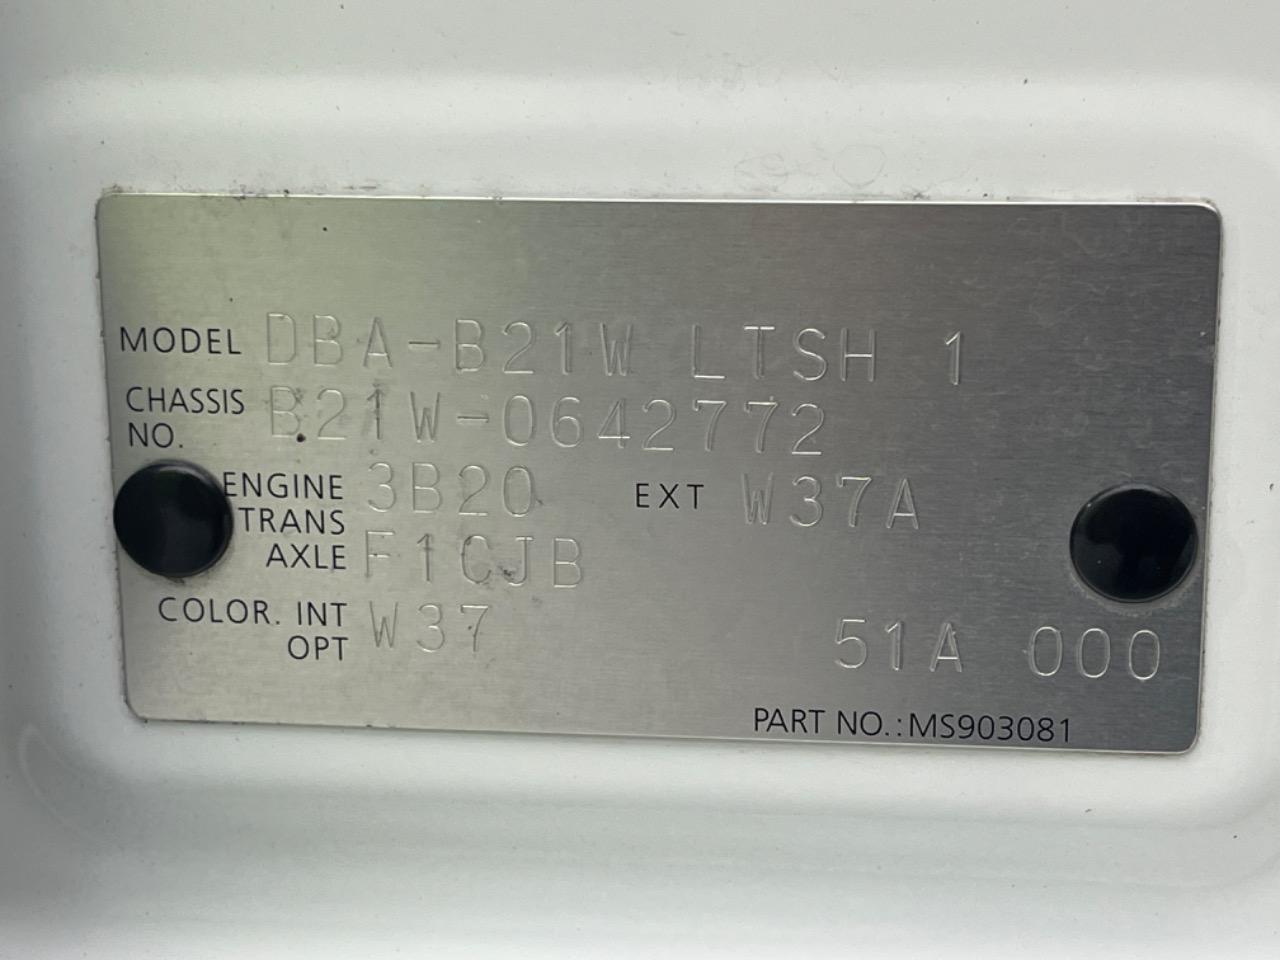 MODEL DBA-B21W LTSH 1
CHASSIS NO. B21W-0642772
ENGINE 3B20 EXT W37A
TRANS AXLE F1CJB
COLOR. INT OPT W37 51A 000
PART NO.:MS903081